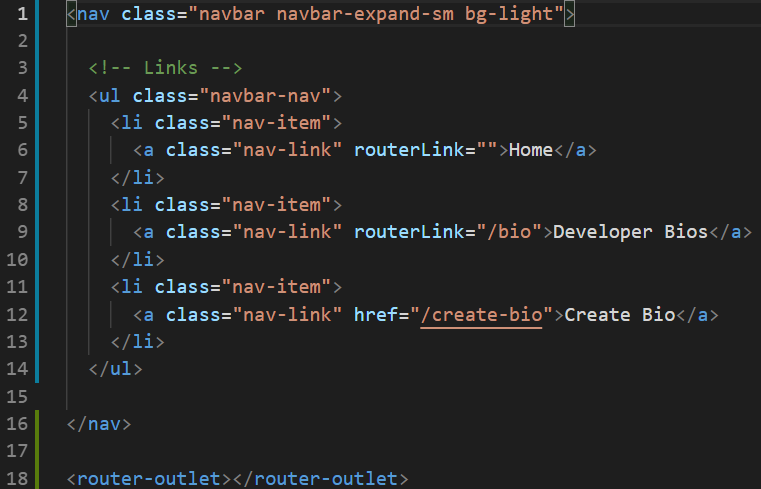 1 <nav class="navbar navbar-expand-sm bg-light">
2
3   <!-- Links -->
4   <ul class="navbar-nav">
5     <li class="nav-item">
6       <a class="nav-link" routerLink="">Home</a>
7     </li>
8     <li class="nav-item">
9       <a class="nav-link" routerLink="/bio">Developer Bios</a>
10     </li>
11     <li class="nav-item">
12       <a class="nav-link" href="/create-bio">Create Bio</a>
13     </li>
14   </ul>
15
16 </nav>
17
18 <router-outlet></router-outlet>